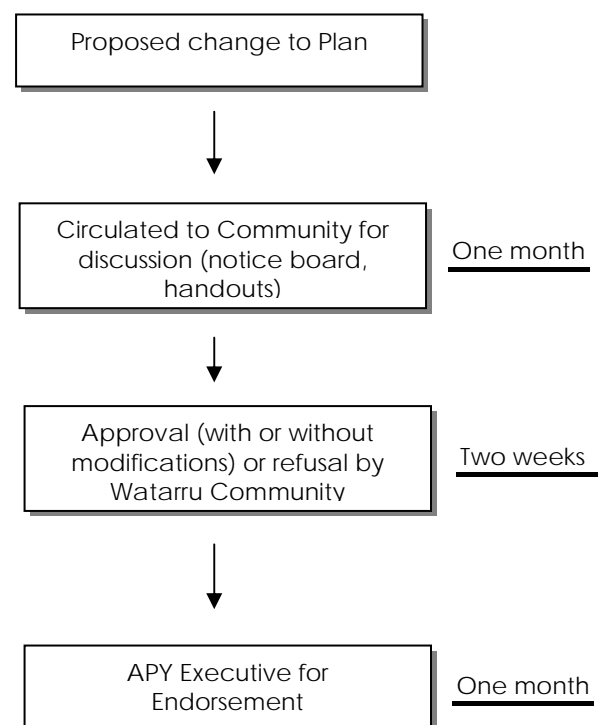 Proposed change to Plan
Circulated to Community for
discussion (notice board,
handouts)
One month
Approval (with or without
modifications) or refusal by
Watarru Community
Two weeks
APY Executive for
Endorsement
One month